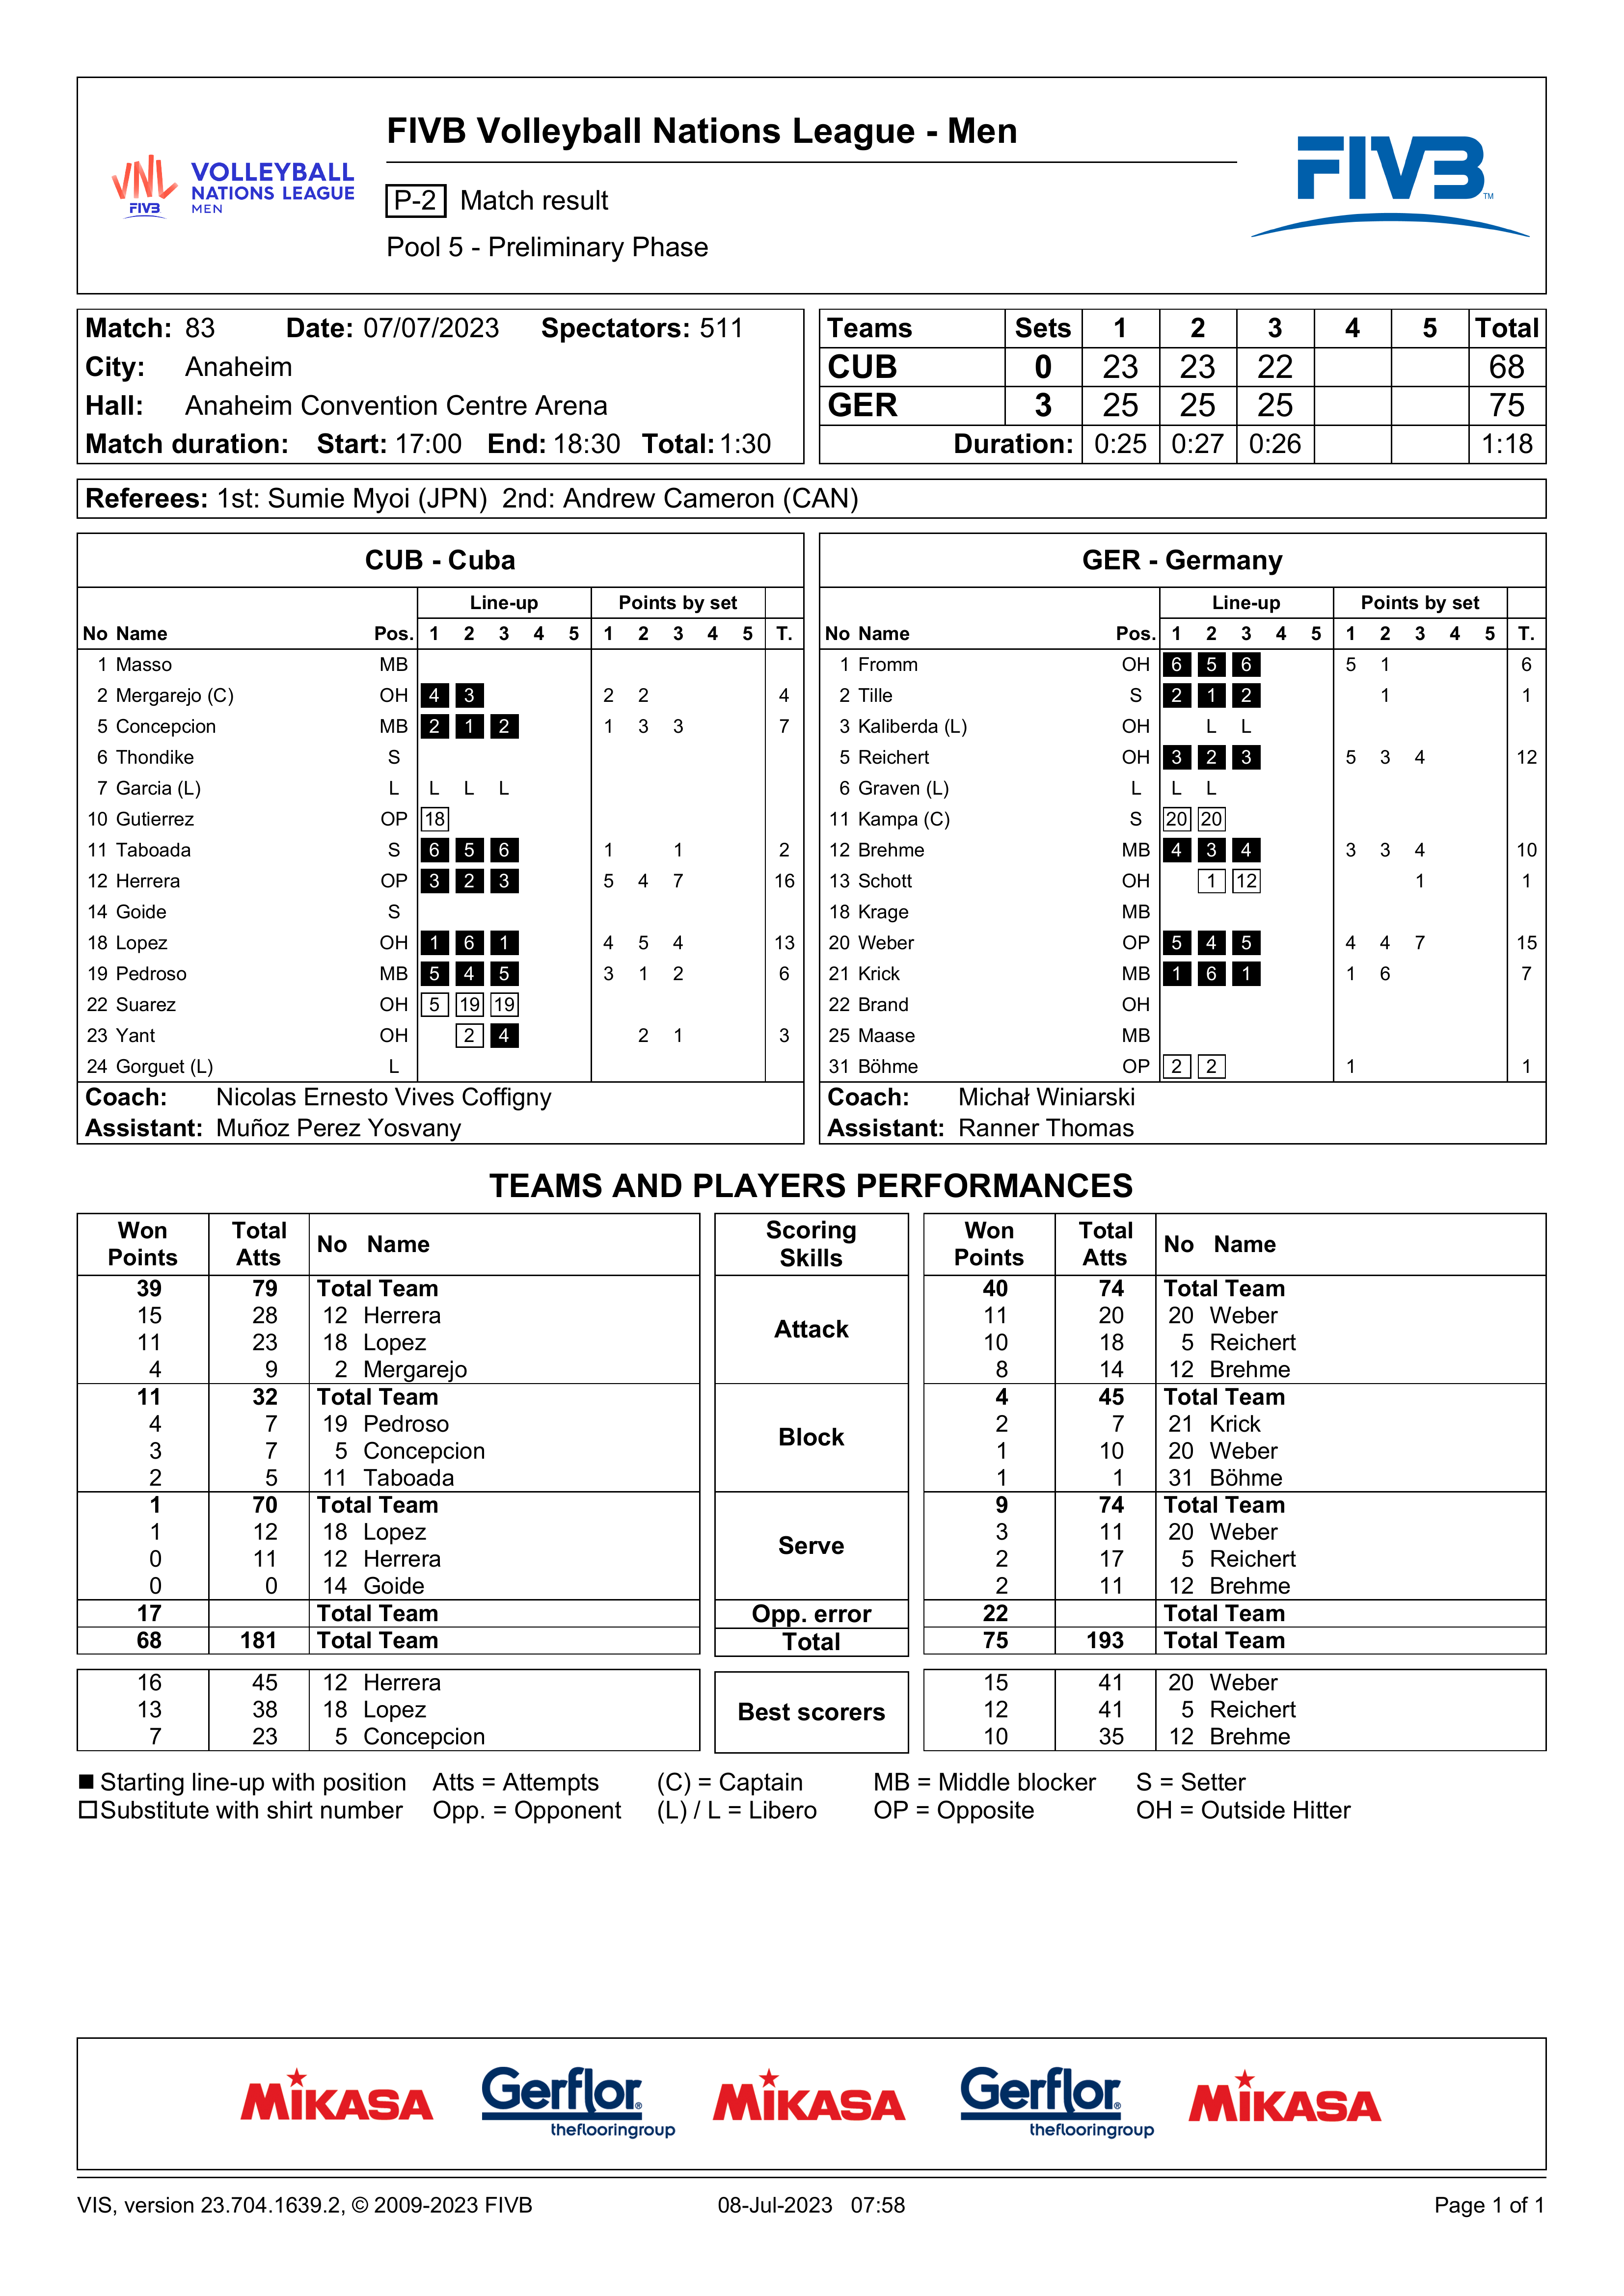 FIVB Volleyball Nations League - Men
VNL FIVB VOLLEYBALL NATIONS LEAGUE MEN
P-2 Match result
Pool 5 - Preliminary Phase
FIVB TM
Match: 83 Date: 07/07/2023 Spectators: 511
City: Anaheim
Hall: Anaheim Convention Centre Arena
Match duration: Start: 17:00 End: 18:30 Total: 1:30
Teams Sets 1 2 3 4 5 Total
CUB 0 23 23 22 68
GER 3 25 25 25 75
Duration: 0:25 0:27 0:26 1:18
Referees: 1st: Sumie Myoi (JPN) 2nd: Andrew Cameron (CAN)
CUB - Cuba
Line-up Points by set
No Name Pos. 1 2 3 4 5 1 2 3 4 5 T.
1 Masso MB
2 Mergarejo (C) OH 4 3 2 2 4
5 Concepcion MB 2 1 2 1 3 3 7
6 Thondike S
7 Garcia (L) L L L L
10 Gutierrez OP 18
11 Taboada S 6 5 6 1 1 2
12 Herrera OP 3 2 3 5 4 7 16
14 Goide S
18 Lopez OH 1 6 1 4 5 4 13
19 Pedroso MB 5 4 5 3 1 2 6
22 Suarez OH 5 19 19
23 Yant OH 2 4 2 1 3
24 Gorguet (L) L
Coach: Nicolas Ernesto Vives Coffigny
Assistant: Muñoz Perez Yosvany
GER - Germany
Line-up Points by set
No Name Pos. 1 2 3 4 5 1 2 3 4 5 T.
1 Fromm OH 6 5 6 5 1 6
2 Tille S 2 1 2 1 1
3 Kaliberda (L) OH L L
5 Reichert OH 3 2 3 5 3 4 12
6 Graven (L) L L L
11 Kampa (C) S 20 20
12 Brehme MB 4 3 4 3 3 4 10
13 Schott OH 1 12 1 1
18 Krage MB
20 Weber OP 5 4 5 4 4 7 15
21 Krick MB 1 6 1 1 6 7
22 Brand OH
25 Maase MB
31 Böhme OP 2 2 1 1
Coach: Michał Winiarski
Assistant: Ranner Thomas
TEAMS AND PLAYERS PERFORMANCES
Won Points Total Atts No Name Scoring Skills Won Points Total Atts No Name
39 79 Total Team Attack 40 74 Total Team
15 28 12 Herrera 11 20 20 Weber
11 23 18 Lopez 10 18 5 Reichert
4 9 2 Mergarejo 8 14 12 Brehme
11 32 Total Team Block 4 45 Total Team
4 7 19 Pedroso 2 7 21 Krick
3 7 5 Concepcion 1 10 20 Weber
2 5 11 Taboada 1 1 31 Böhme
1 70 Total Team Serve 9 74 Total Team
1 12 18 Lopez 3 11 20 Weber
0 11 12 Herrera 2 17 5 Reichert
0 0 14 Goide 2 11 12 Brehme
17 Total Team Opp. error 22 Total Team
68 181 Total Team Total 75 193 Total Team
16 45 12 Herrera Best scorers 15 41 20 Weber
13 38 18 Lopez 12 41 5 Reichert
7 23 5 Concepcion 10 35 12 Brehme
Starting line-up with position Atts = Attempts (C) = Captain MB = Middle blocker S = Setter
Substitute with shirt number Opp. = Opponent (L) / L = Libero OP = Opposite OH = Outside Hitter
MIKASA Gerflor® theflooringgroup MIKASA Gerflor® theflooringgroup MIKASA
VIS, version 23.704.1639.2, © 2009-2023 FIVB 08-Jul-2023 07:58 Page 1 of 1